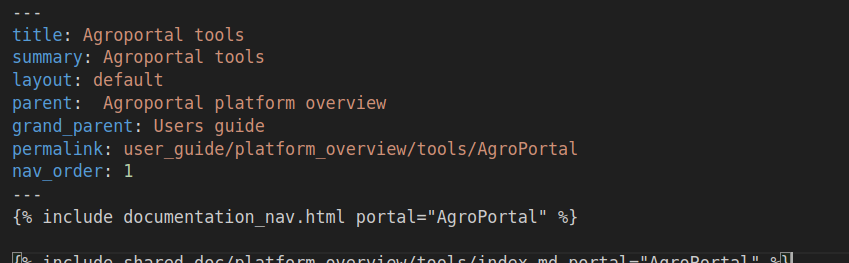 ---
title: Agroportal tools
summary: Agroportal tools
layout: default
parent:  Agroportal platform overview
grand_parent: Users guide
permalink: user_guide/platform_overview/tools/AgroPortal
nav_order: 1
---
{% include documentation_nav.html portal="AgroPortal" %}
{% include shared_doc/platform_overview/tools/index.md portal="AgroPortal" %}